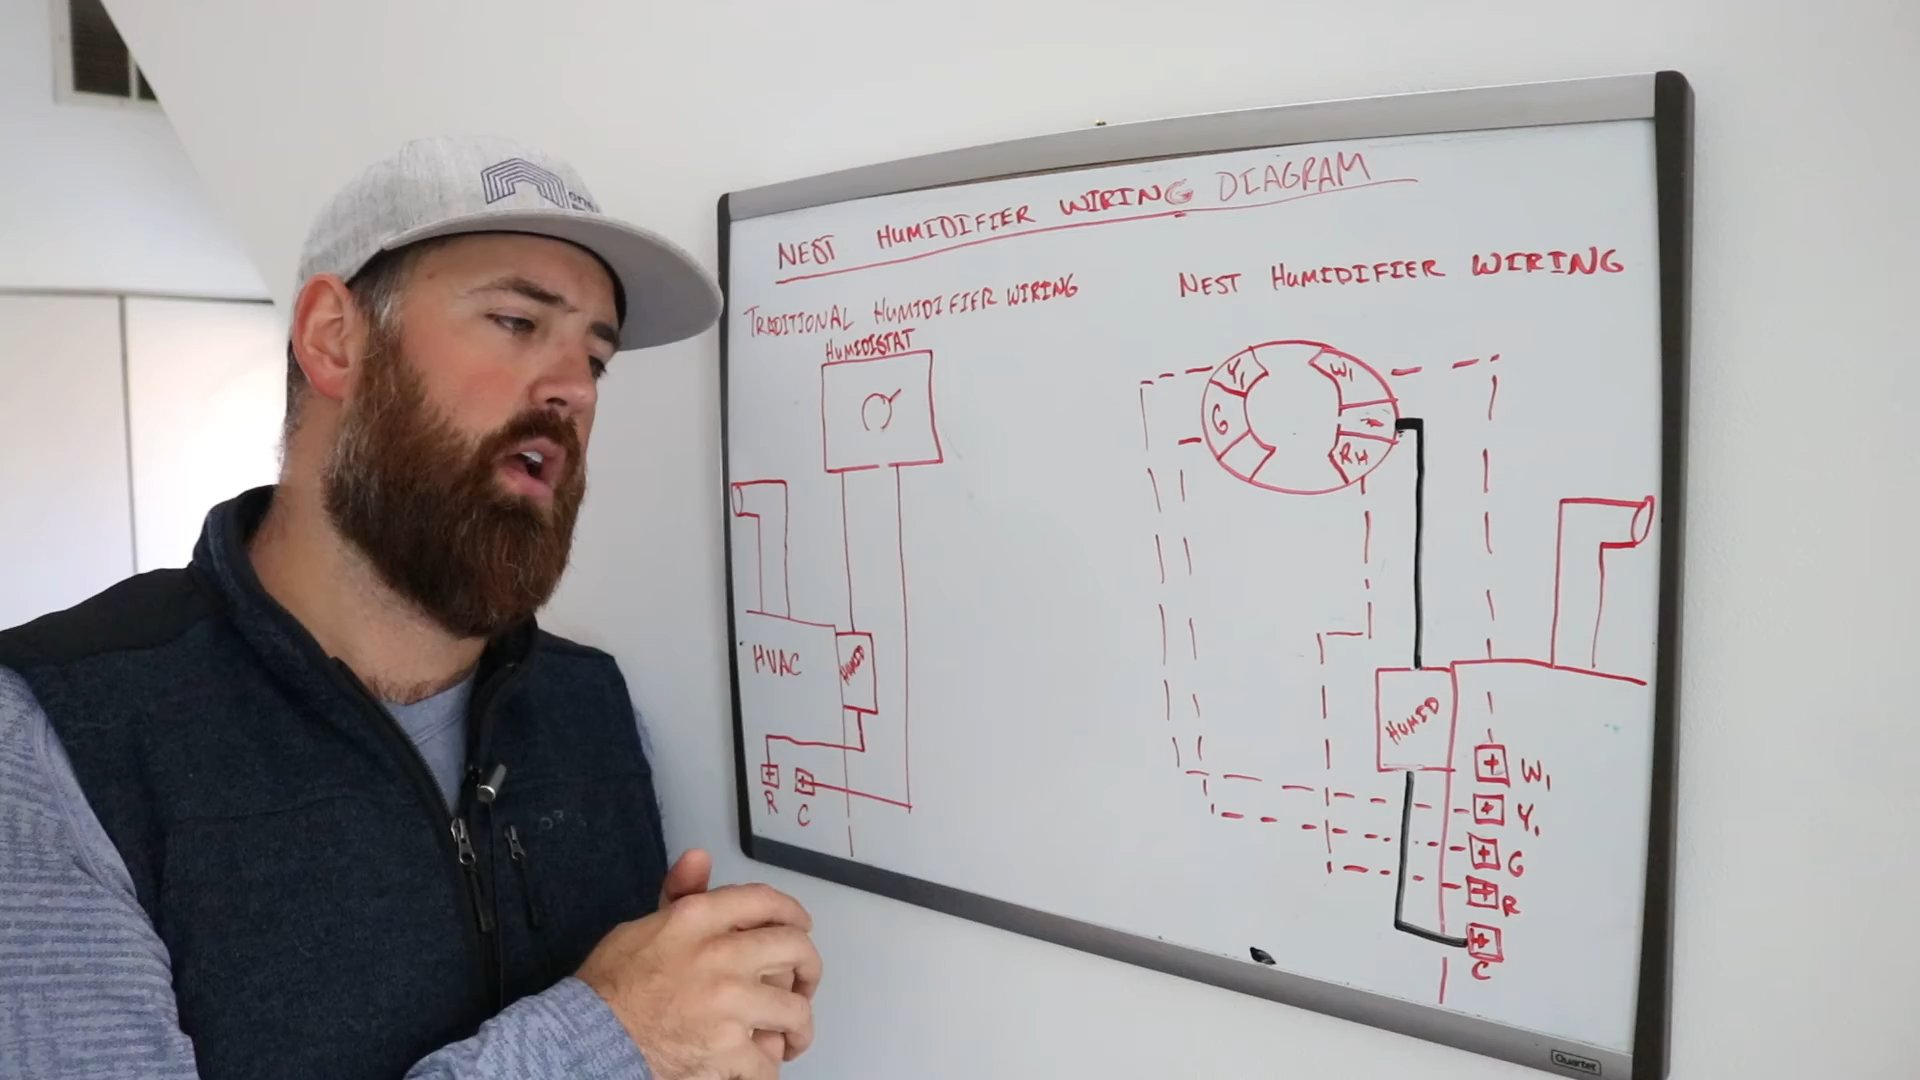 NEST HUMIDIFIER WIRING DIAGRAM
TRADITIONAL HUMIDIFIER WIRING
HUMIDISTAT
HVAC
HUMID
R
C
NEST HUMIDIFIER WIRING
Y1
W1
G
*
RH
HUMID
W1
Y1
G
R
C
Quartet